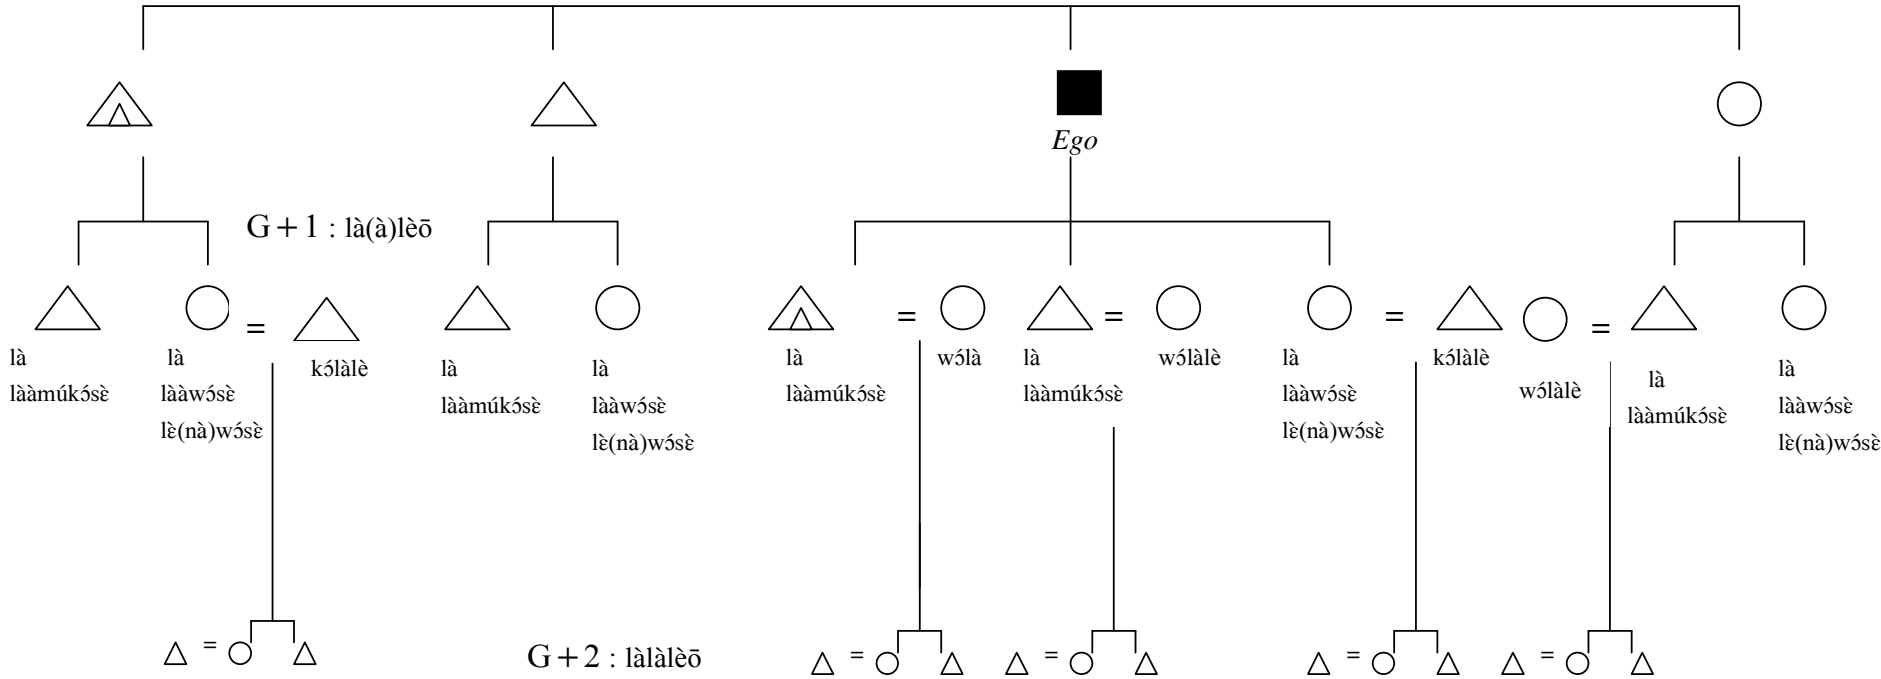 Ego
G + 1 : là(à)lèō
là
lààmúkɔ́sɛ̀
là
lààwɔ́sɛ̀
lɛ̀(nà)wɔ́sɛ̀
=
kɔ́làlè
là
lààmúkɔ́sɛ̀
là
lààwɔ́sɛ̀
lɛ̀(nà)wɔ́sɛ̀
là
lààmúkɔ́sɛ̀
=
wɔ́là
là
lààmúkɔ́sɛ̀
=
wɔ́làlè
là
lààwɔ́sɛ̀
lɛ̀(nà)wɔ́sɛ̀
=
kɔ́làlè
wɔ́làlè
=
là
lààmúkɔ́sɛ̀
là
lààwɔ́sɛ̀
lɛ̀(nà)wɔ́sɛ̀
=
G + 2 : làlàlèō
=
=
=
=